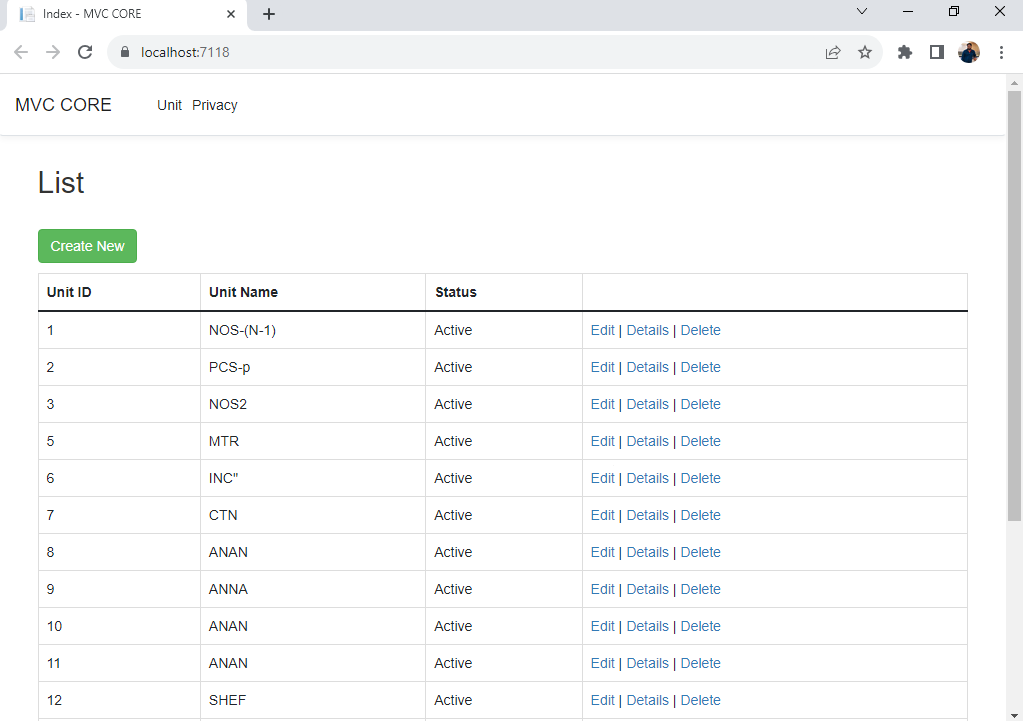 Index - MVC CORE
localhost:7118
MVC CORE Unit Privacy
List
Create New
Unit ID Unit Name Status
1 NOS-(N-1) Active Edit | Details | Delete
2 PCS-p Active Edit | Details | Delete
3 NOS2 Active Edit | Details | Delete
5 MTR Active Edit | Details | Delete
6 INC" Active Edit | Details | Delete
7 CTN Active Edit | Details | Delete
8 ANAN Active Edit | Details | Delete
9 ANNA Active Edit | Details | Delete
10 ANAN Active Edit | Details | Delete
11 ANAN Active Edit | Details | Delete
12 SHEF Active Edit | Details | Delete